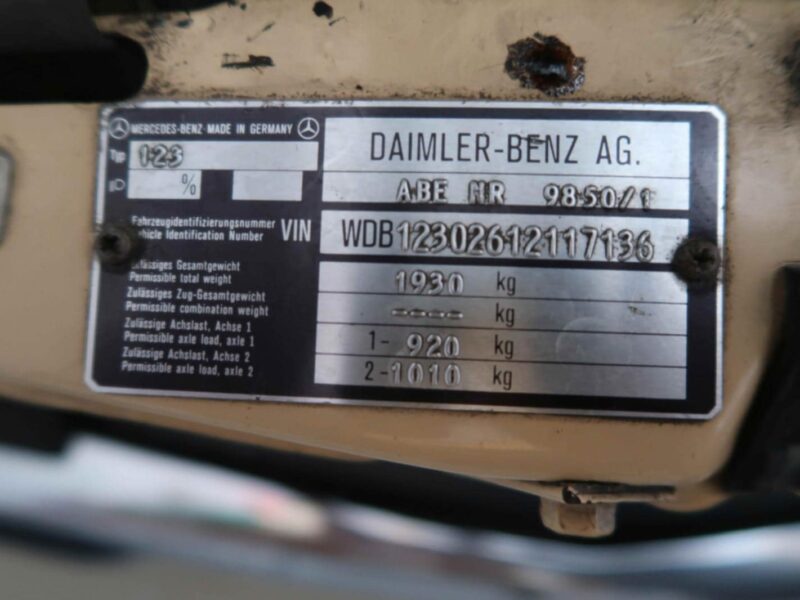 MERCEDES-BENZ · MADE IN GERMANY
Typ 123
%
DAIMLER-BENZ AG.
ABE NR 9850/1
Fahrzeugidentifizierungsnummer
Vehicle Identification Number
VIN WDB12302612117136
Zulässiges Gesamtgewicht
Permissible total weight
1930 kg
Zulässiges Zug-Gesamtgewicht
Permissible combination weight
---- kg
Zulässige Achslast, Achse 1
Permissible axle load, axle 1
1- 920 kg
Zulässige Achslast, Achse 2
Permissible axle load, axle 2
2-1010 kg